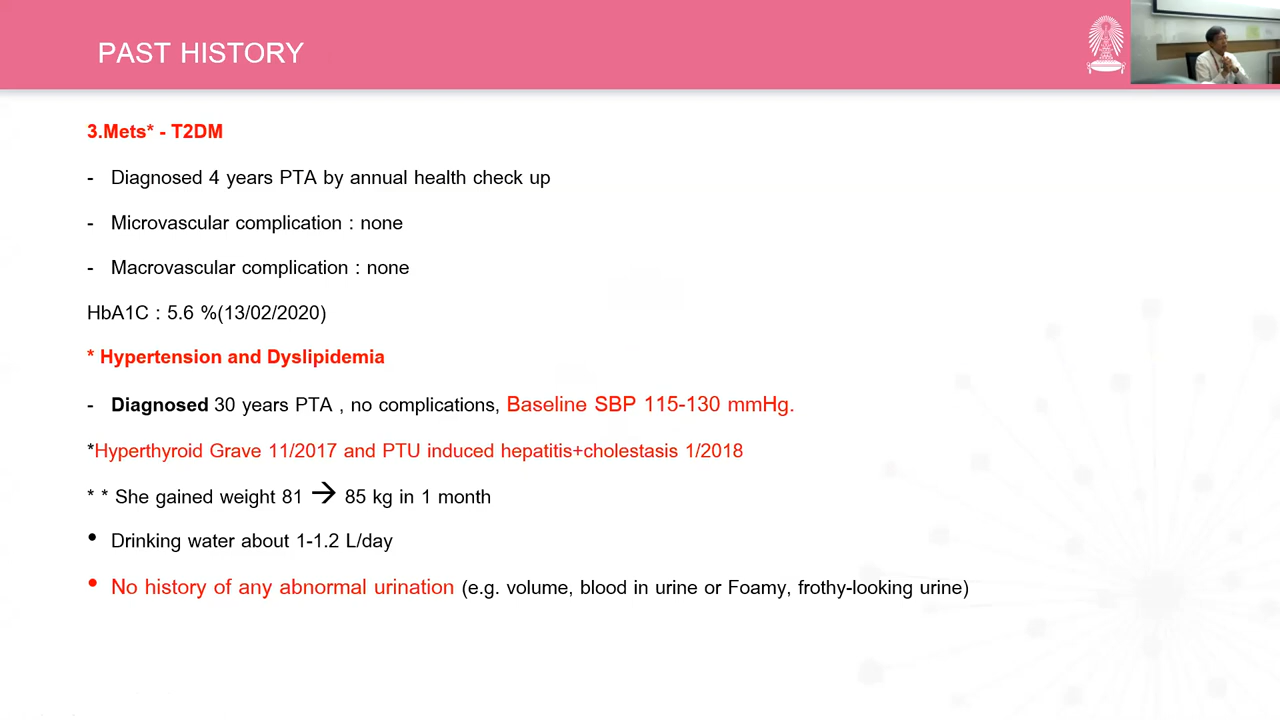 PAST HISTORY
3.Mets* - T2DM
- Diagnosed 4 years PTA by annual health check up
- Microvascular complication : none
- Macrovascular complication : none
HbA1C : 5.6 %(13/02/2020)
* Hypertension and Dyslipidemia
- Diagnosed 30 years PTA , no complications, Baseline SBP 115-130 mmHg.
*Hyperthyroid Grave 11/2017 and PTU induced hepatitis+cholestasis 1/2018
* * She gained weight 81 → 85 kg in 1 month
• Drinking water about 1-1.2 L/day
• No history of any abnormal urination (e.g. volume, blood in urine or Foamy, frothy-looking urine)